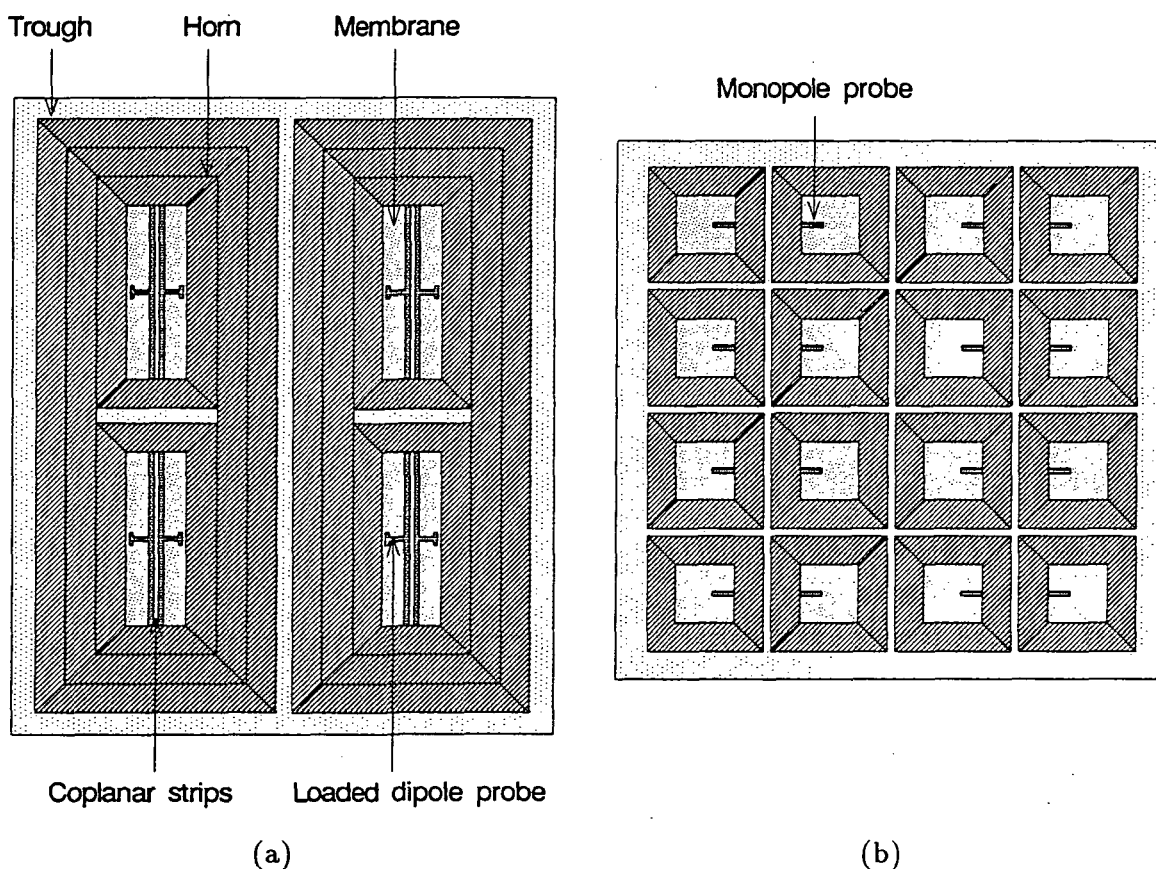 Trough Horn Membrane
Monopole probe
Coplanar strips Loaded dipole probe
(a) (b)